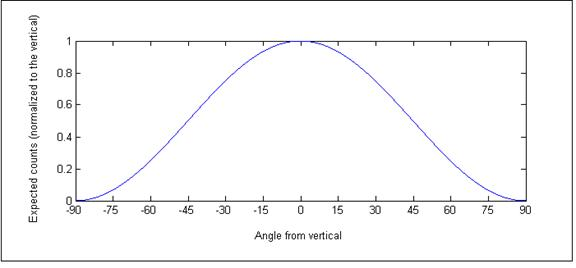 Expected counts (normalized to the vertical)
1
0.8
0.6
0.4
0.2
0
-90 -75 -60 -45 -30 -15 0 15 30 45 60 75 90
Angle from vertical